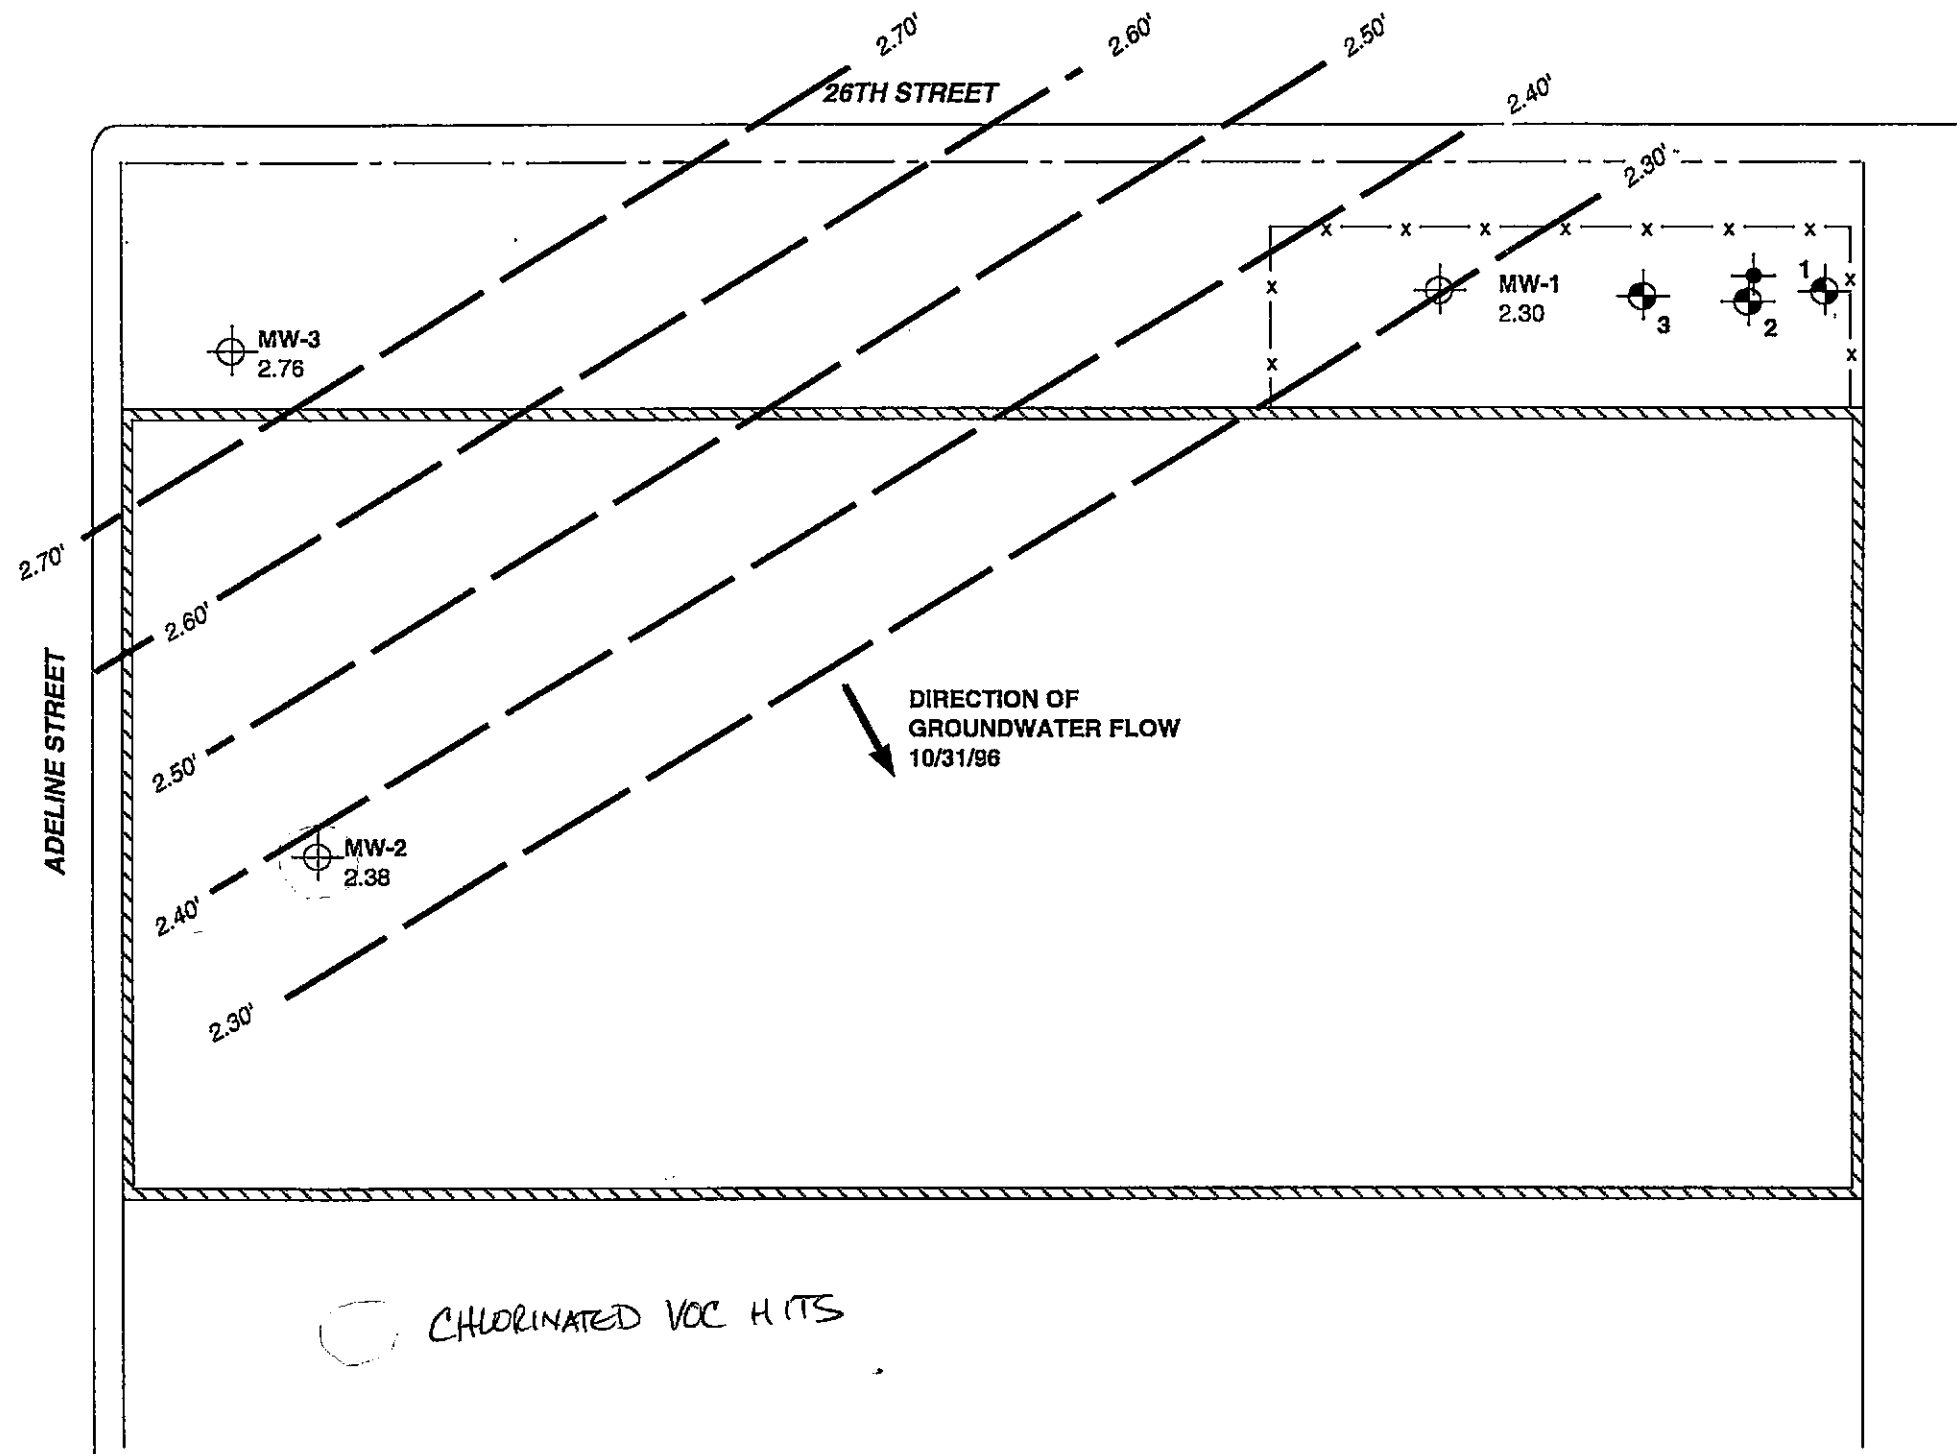 2.70'
2.60'
2.50'
26TH STREET
2.40'
2.30'
x x x x x x x
x
x
x
x
MW-1
2.30
3
2
1
MW-3
2.76
2.70'
2.60'
ADELINE STREET
DIRECTION OF
GROUNDWATER FLOW
10/31/96
2.50'
MW-2
2.38
2.40'
2.30'
CHLORINATED VOC HITS